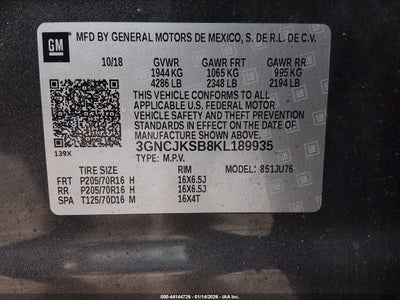 GM
MFD BY GENERAL MOTORS DE MEXICO, S. DE R.L. DE C.V.
10/18 GVWR GAWR FRT GAWR RR
1944 KG 1065 KG 995 KG
4286 LB 2348 LB 2194 LB
THIS VEHICLE CONFORMS TO ALL
APPLICABLE U.S. FEDERAL MOTOR
VEHICLE SAFETY AND THEFT PREVENTION
STANDARDS IN EFFECT ON THE DATE OF
MANUFACTURE SHOWN ABOVE.
3GNCJKSB8KL189935
TYPE: M.P.V. MODEL: 851JU76
139X
TIRE SIZE RIM
FRT P205/70R16 H 16X6.5J
RR P205/70R16 H 16X6.5J
SPA T125/70D16 M 16X4T
000-44144726 - 01/14/2026 - IAAI.COM